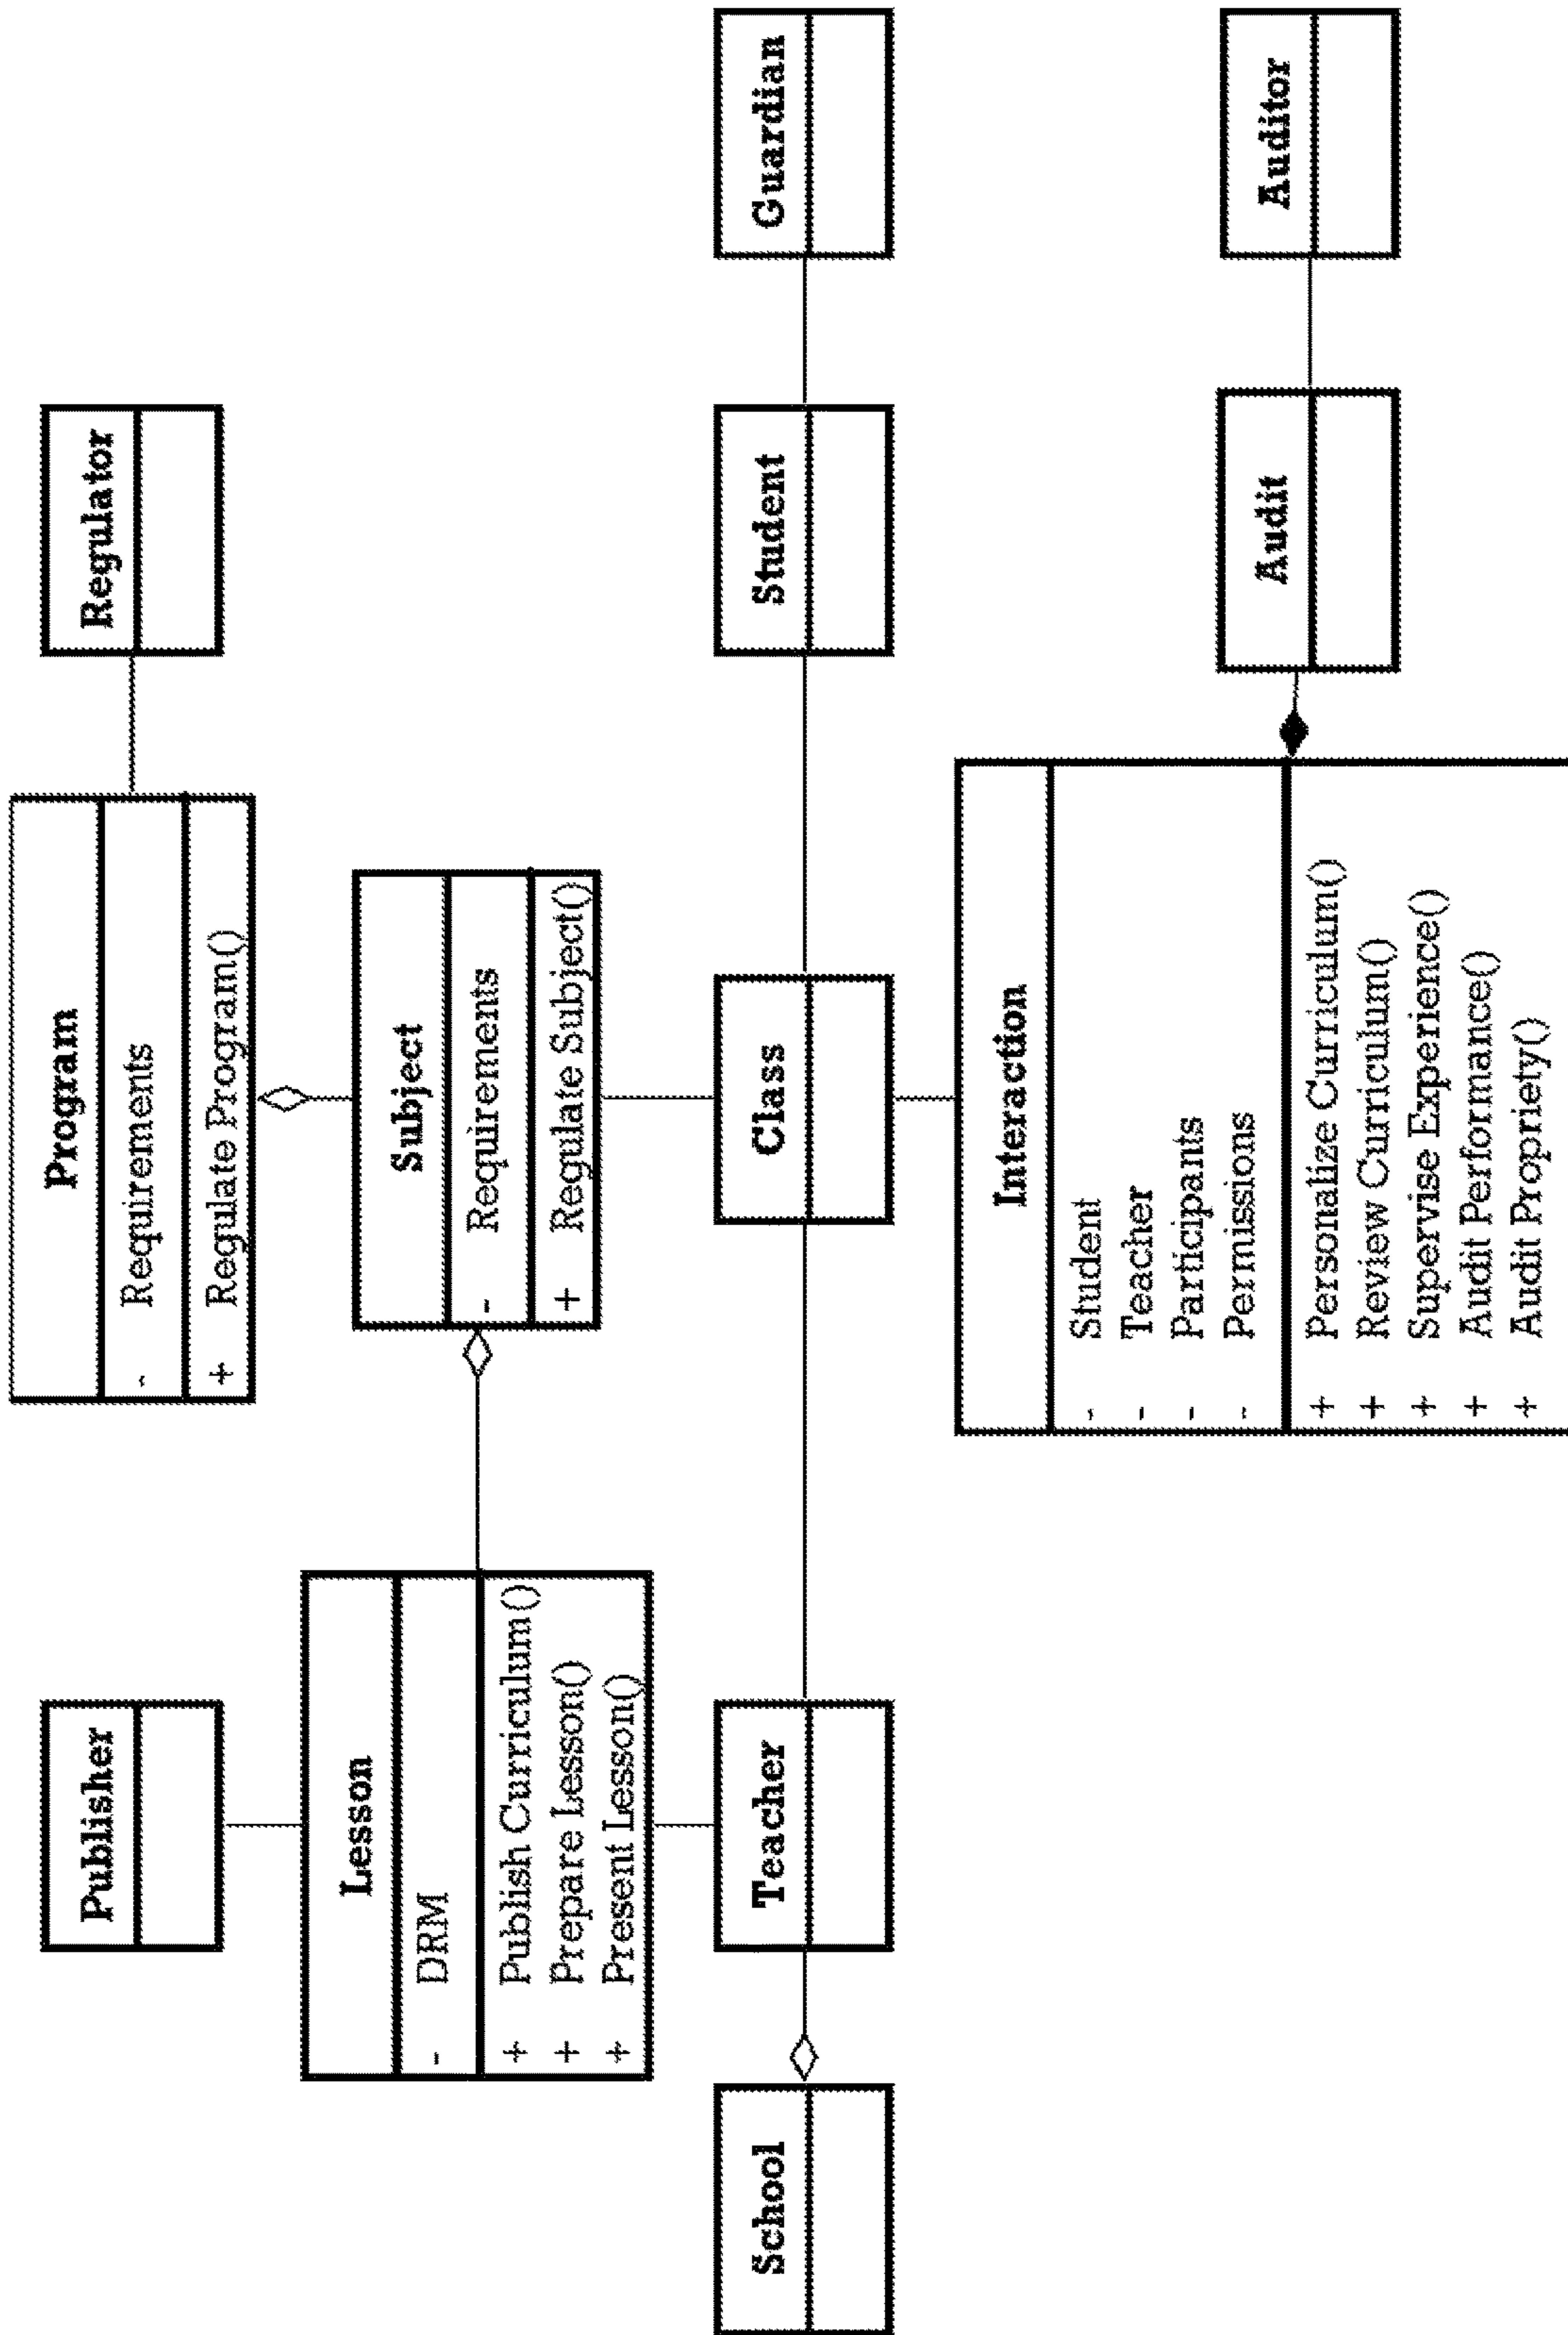 Program
- Requirements
+ Regulate Program()
Regulator
Publisher
Subject
- Requirements
+ Regulate Subject()
Lesson
- DRM
+ Publish Curriculum()
+ Prepare Lesson()
+ Present Lesson()
School
Teacher
Class
Student
Guardian
Interaction
- Student
- Teacher
- Participants
- Permissions
+ Personalize Curriculum()
+ Review Curriculum()
+ Supervise Experience()
+ Audit Performance()
+ Audit Propriety()
Audit
Auditor